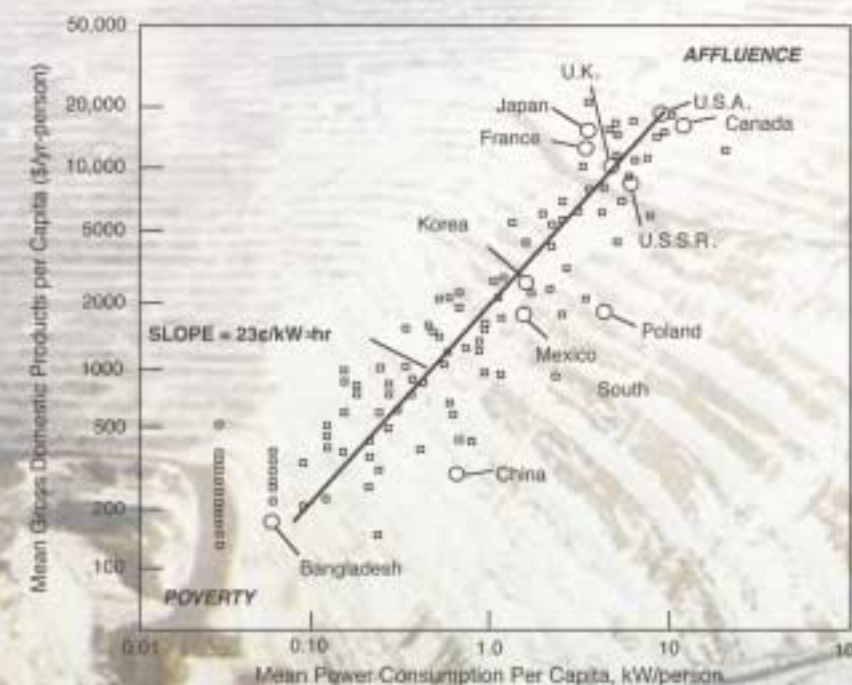 50,000
AFFLUENCE
U.K.
20,000
Japan
U.S.A.
Canada
France
10,000
5000
Korea
U.S.S.R.
2000
SLOPE = 23¢/kW=hr
Poland
Mexico
1000
South
500
China
200
100
Bangladesh
POVERTY
0.01
0.10
1.0
10
100
Mean Gross Domestic Products per Capita ($/yr-person)
Mean Power Consumption Per Capita, kW/person